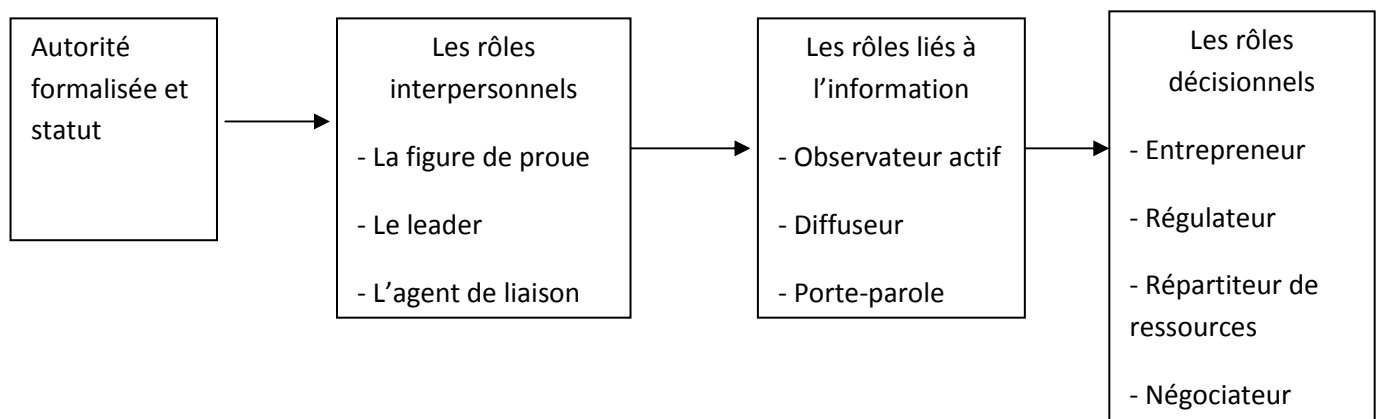 Autorité
formalisée et
statut
Les rôles
interpersonnels
- La figure de proue
- Le leader
- L’agent de liaison
Les rôles liés à
l’information
- Observateur actif
- Diffuseur
- Porte-parole
Les rôles
décisionnels
- Entrepreneur
- Régulateur
- Répartiteur de
ressources
- Négociateur